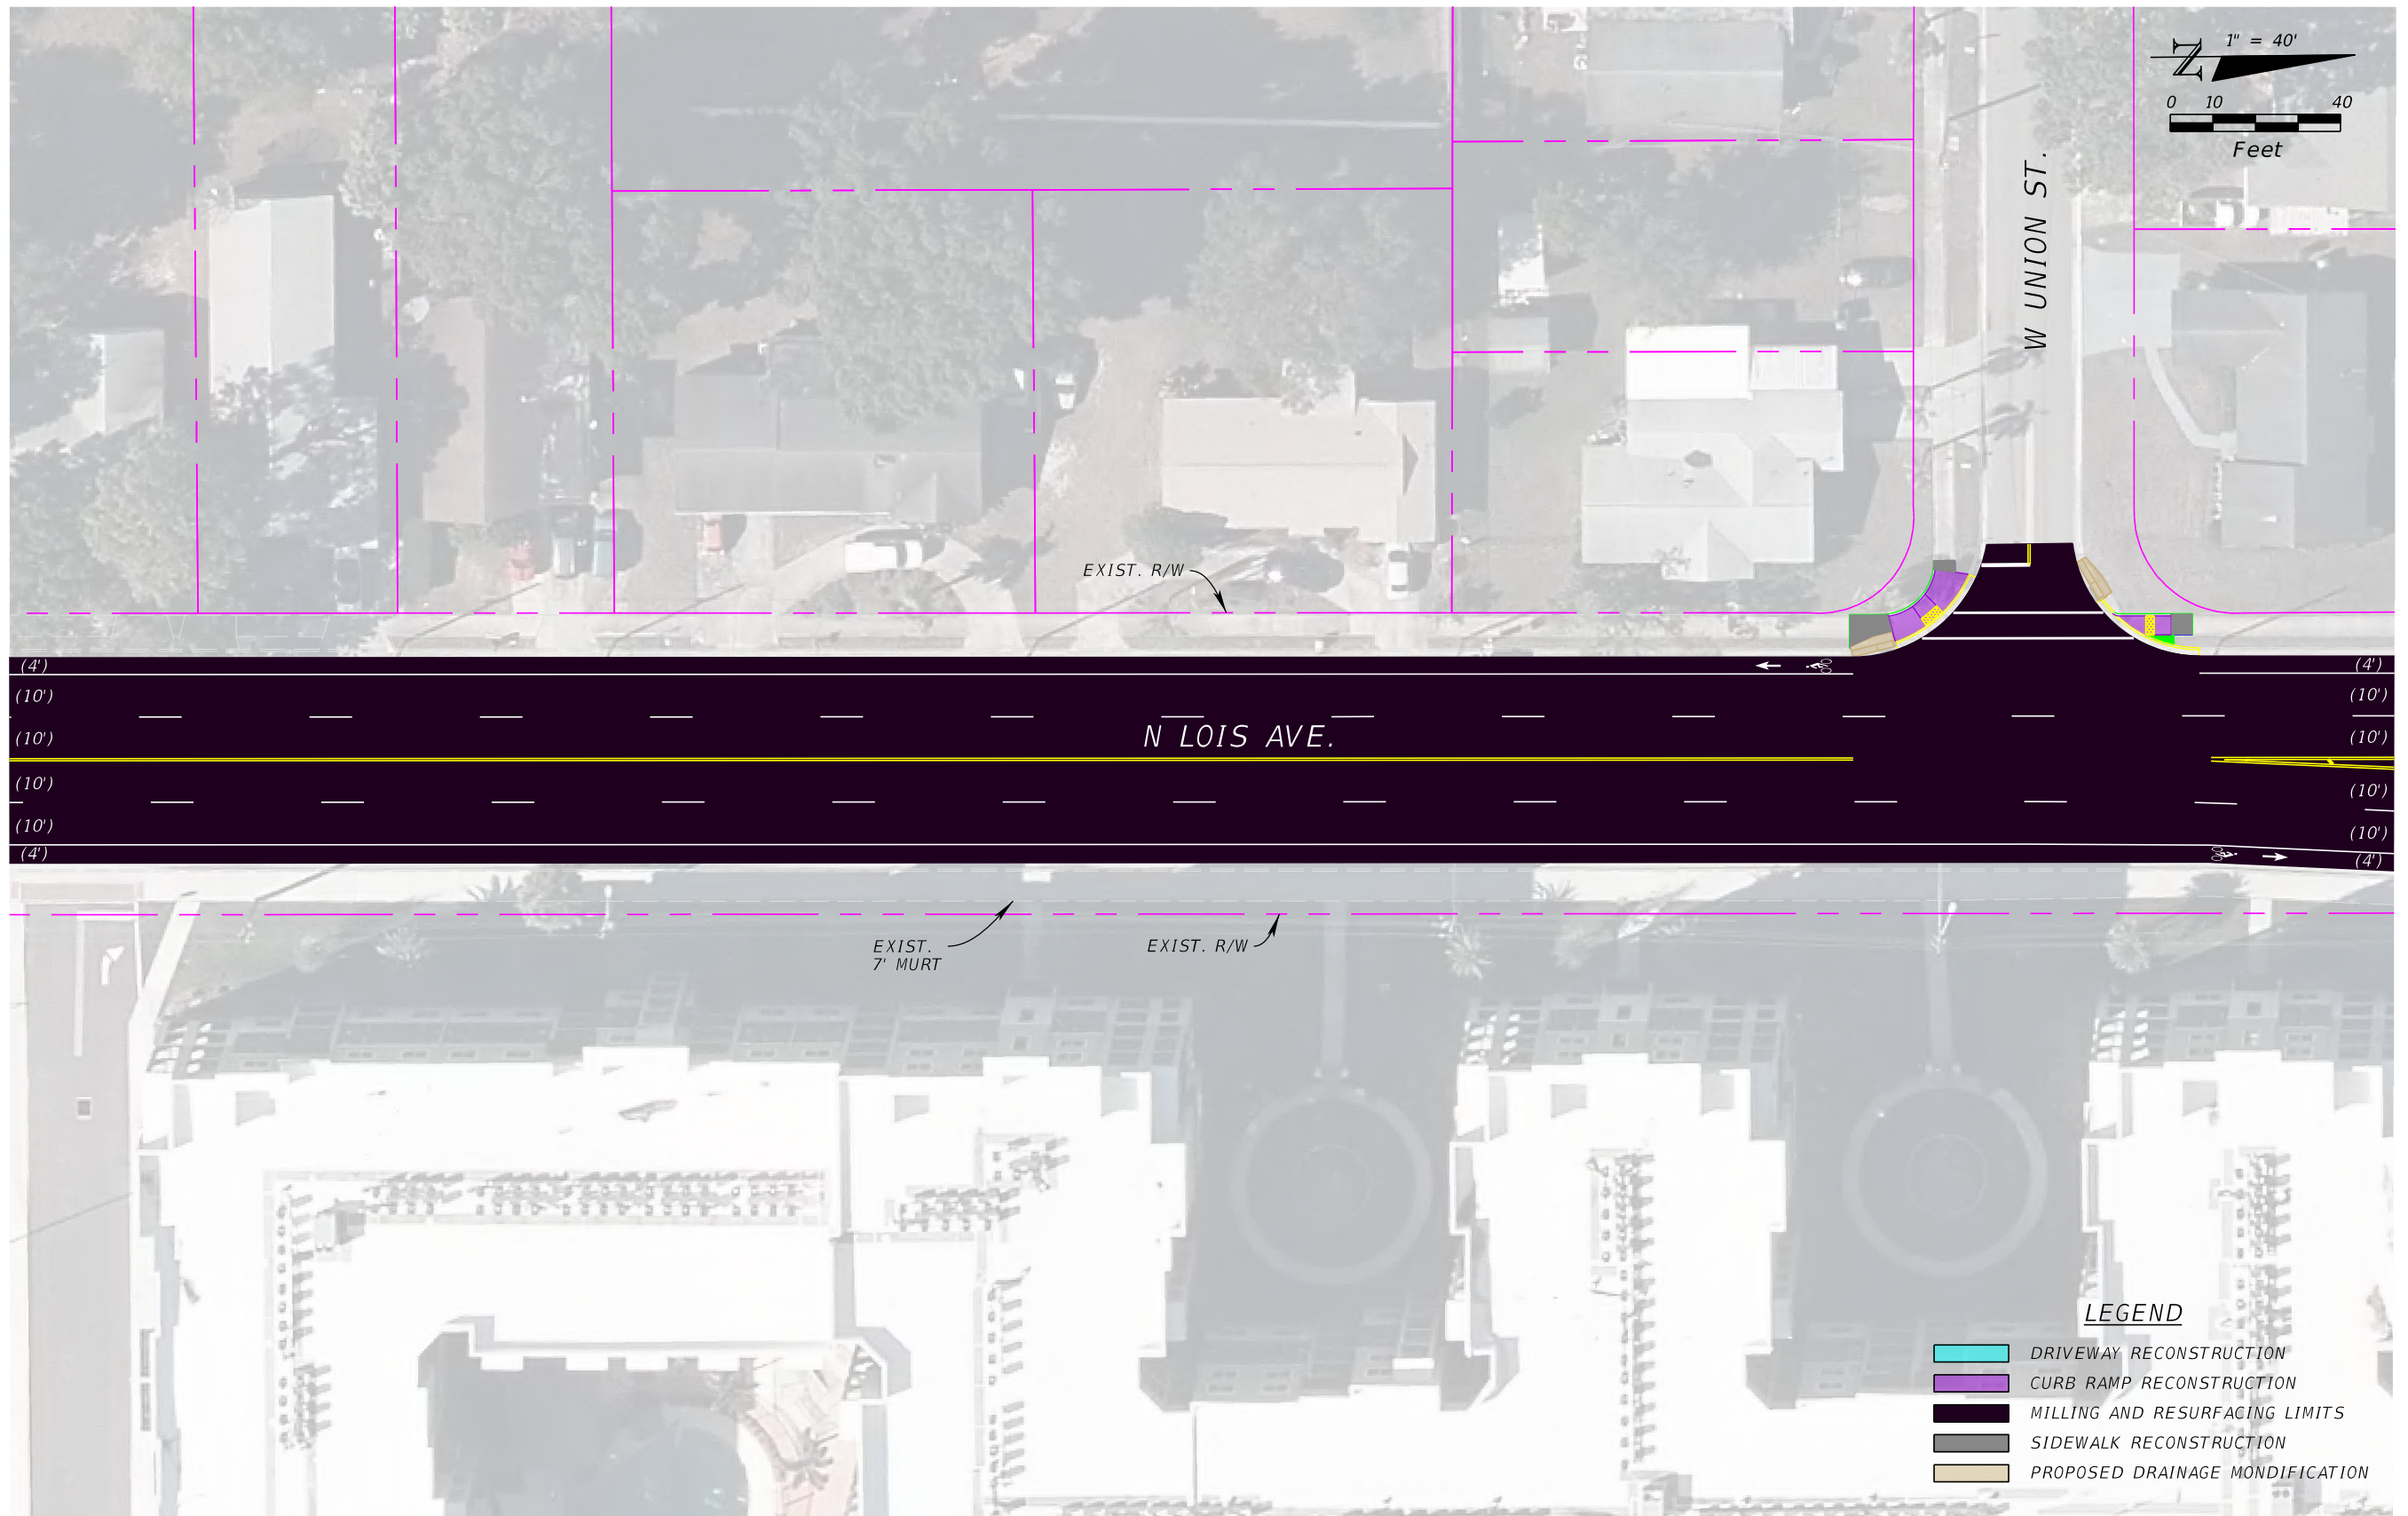 N
1" = 40'
0 10 40
Feet
W UNION ST.
EXIST. R/W
(4')
(4')
(10')
(10')
N LOIS AVE.
(10')
(10')
(10')
(10')
(10')
(10')
(4')
(4')
EXIST.
7' MURT
EXIST. R/W
LEGEND
DRIVEWAY RECONSTRUCTION
CURB RAMP RECONSTRUCTION
MILLING AND RESURFACING LIMITS
SIDEWALK RECONSTRUCTION
PROPOSED DRAINAGE MONDIFICATION